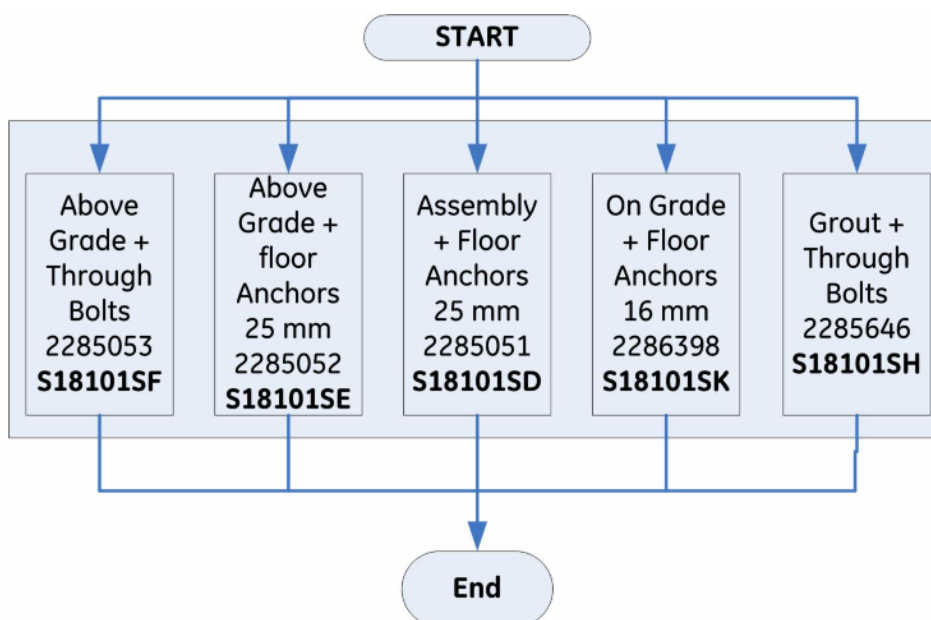 START
Above
Grade +
Through
Bolts
2285053
S18101SF
Above
Grade +
floor
Anchors
25 mm
2285052
S18101SE
Assembly
+ Floor
Anchors
25 mm
2285051
S18101SD
On Grade
+ Floor
Anchors
16 mm
2286398
S18101SK
Grout +
Through
Bolts
2285646
S18101SH
End